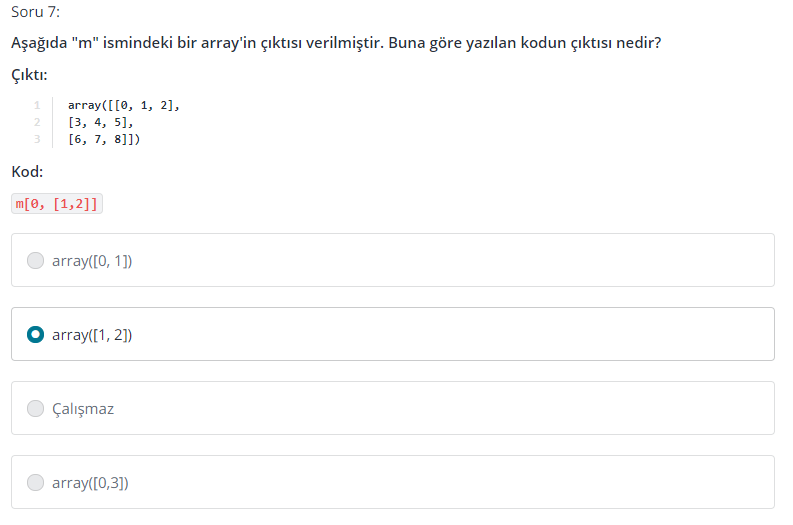 Soru 7:
Aşağıda "m" ismindeki bir array'in çıktısı verilmiştir. Buna göre yazılan kodun çıktısı nedir?
Çıktı:
1 array([[0, 1, 2],
2 [3, 4, 5],
3 [6, 7, 8]])
Kod:
m[0, [1,2]]
array([0, 1])
array([1, 2])
Çalışmaz
array([0,3])